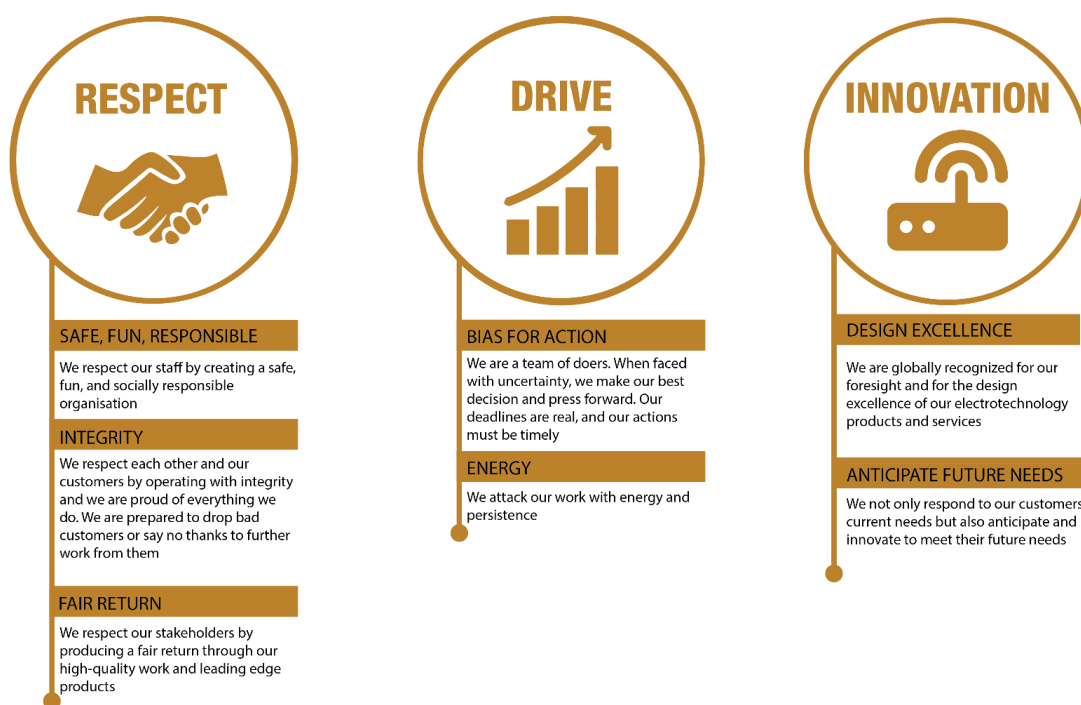 RESPECT
SAFE, FUN, RESPONSIBLE
We respect our staff by creating a safe,
fun, and socially responsible
organisation
INTEGRITY
We respect each other and our
customers by operating with integrity
and we are proud of everything we
do. We are prepared to drop bad
customers or say no thanks to further
work from them
FAIR RETURN
We respect our stakeholders by
producing a fair return through our
high-quality work and leading edge
products
DRIVE
BIAS FOR ACTION
We are a team of doers. When faced
with uncertainty, we make our best
decision and press forward. Our
deadlines are real, and our actions
must be timely
ENERGY
We attack our work with energy and
persistence
INNOVATION
DESIGN EXCELLENCE
We are globally recognized for our
foresight and for the design
excellence of our electrotechnology
products and services
ANTICIPATE FUTURE NEEDS
We not only respond to our customers
current needs but also anticipate and
innovate to meet their future needs